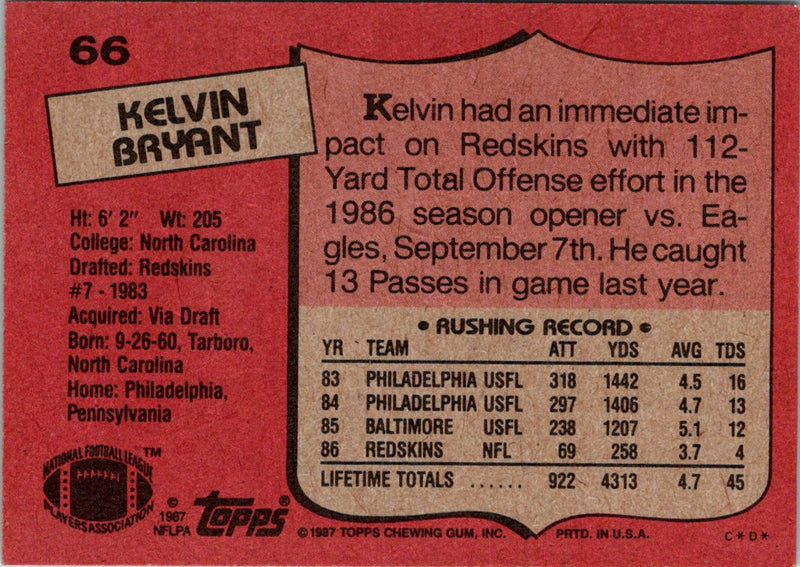 66
KELVIN
BRYANT
Ht: 6' 2" Wt: 205
College: North Carolina
Drafted: Redskins
#7 - 1983
Acquired: Via Draft
Born: 9-26-60, Tarboro,
North Carolina
Home: Philadelphia,
Pennsylvania
NATIONAL FOOTBALL LEAGUE
PLAYERS ASSOCIATION
™
© 1987
NFLPA
Topps®
Kelvin had an immediate im-
pact on Redskins with 112-
Yard Total Offense effort in the
1986 season opener vs. Ea-
gles, September 7th. He caught
13 Passes in game last year.
• RUSHING RECORD •
YR TEAM ATT YDS AVG TDS
83 PHILADELPHIA USFL 318 1442 4.5 16
84 PHILADELPHIA USFL 297 1406 4.7 13
85 BALTIMORE USFL 238 1207 5.1 12
86 REDSKINS NFL 69 258 3.7 4
LIFETIME TOTALS ...... 922 4313 4.7 45
©1987 TOPPS CHEWING GUM, INC. PRTD. IN U.S.A.
C*D*